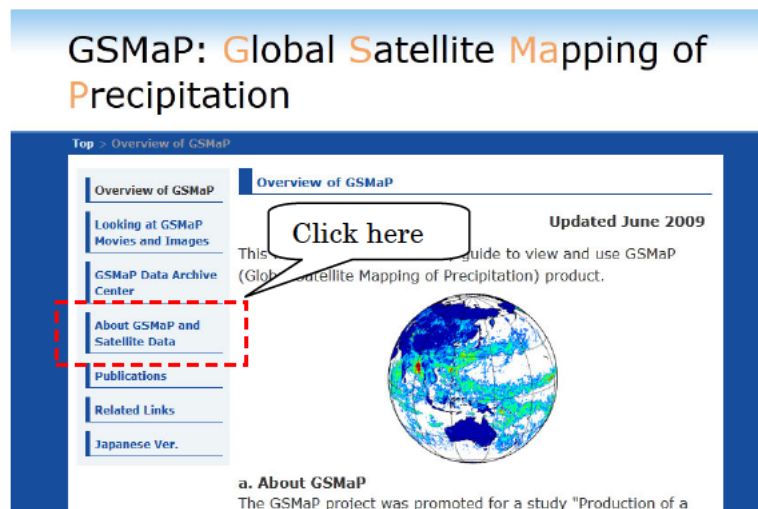 GSMaP: Global Satellite Mapping of
Precipitation
Top > Overview of GSMaP
Overview of GSMaP
Looking at GSMaP
Movies and Images
GSMaP Data Archive
Center
About GSMaP and
Satellite Data
Publications
Related Links
Japanese Ver.
Overview of GSMaP
Click here
Updated June 2009
guide to view and use GSMaP
Satellite Mapping of Precipitation) product.
a. About GSMaP
The GSMaP project was promoted for a study "Production of a